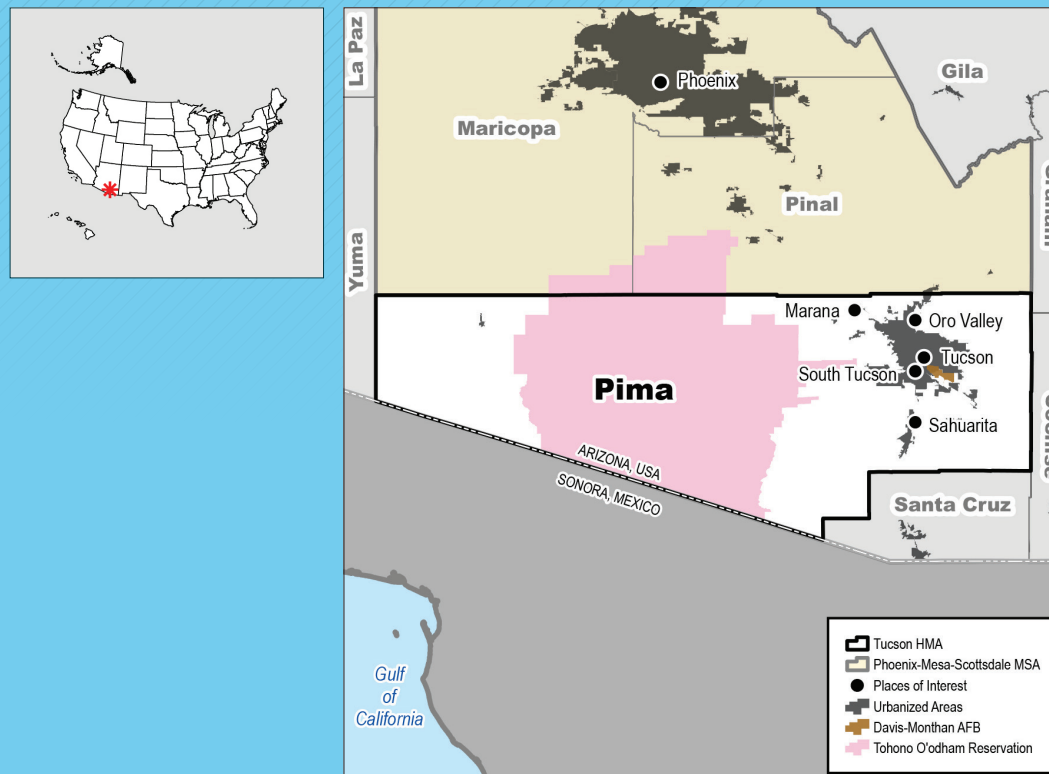 La Paz
Phoenix
Gila
Maricopa
Graham
Pinal
Yuma
Marana
Oro Valley
Tucson
South Tucson
Pima
Sahuarita
Cochise
ARIZONA, USA
SONORA, MEXICO
Santa Cruz
Gulf
of
California
Tucson HMA
Phoenix-Mesa-Scottsdale MSA
Places of Interest
Urbanized Areas
Davis-Monthan AFB
Tohono O'odham Reservation